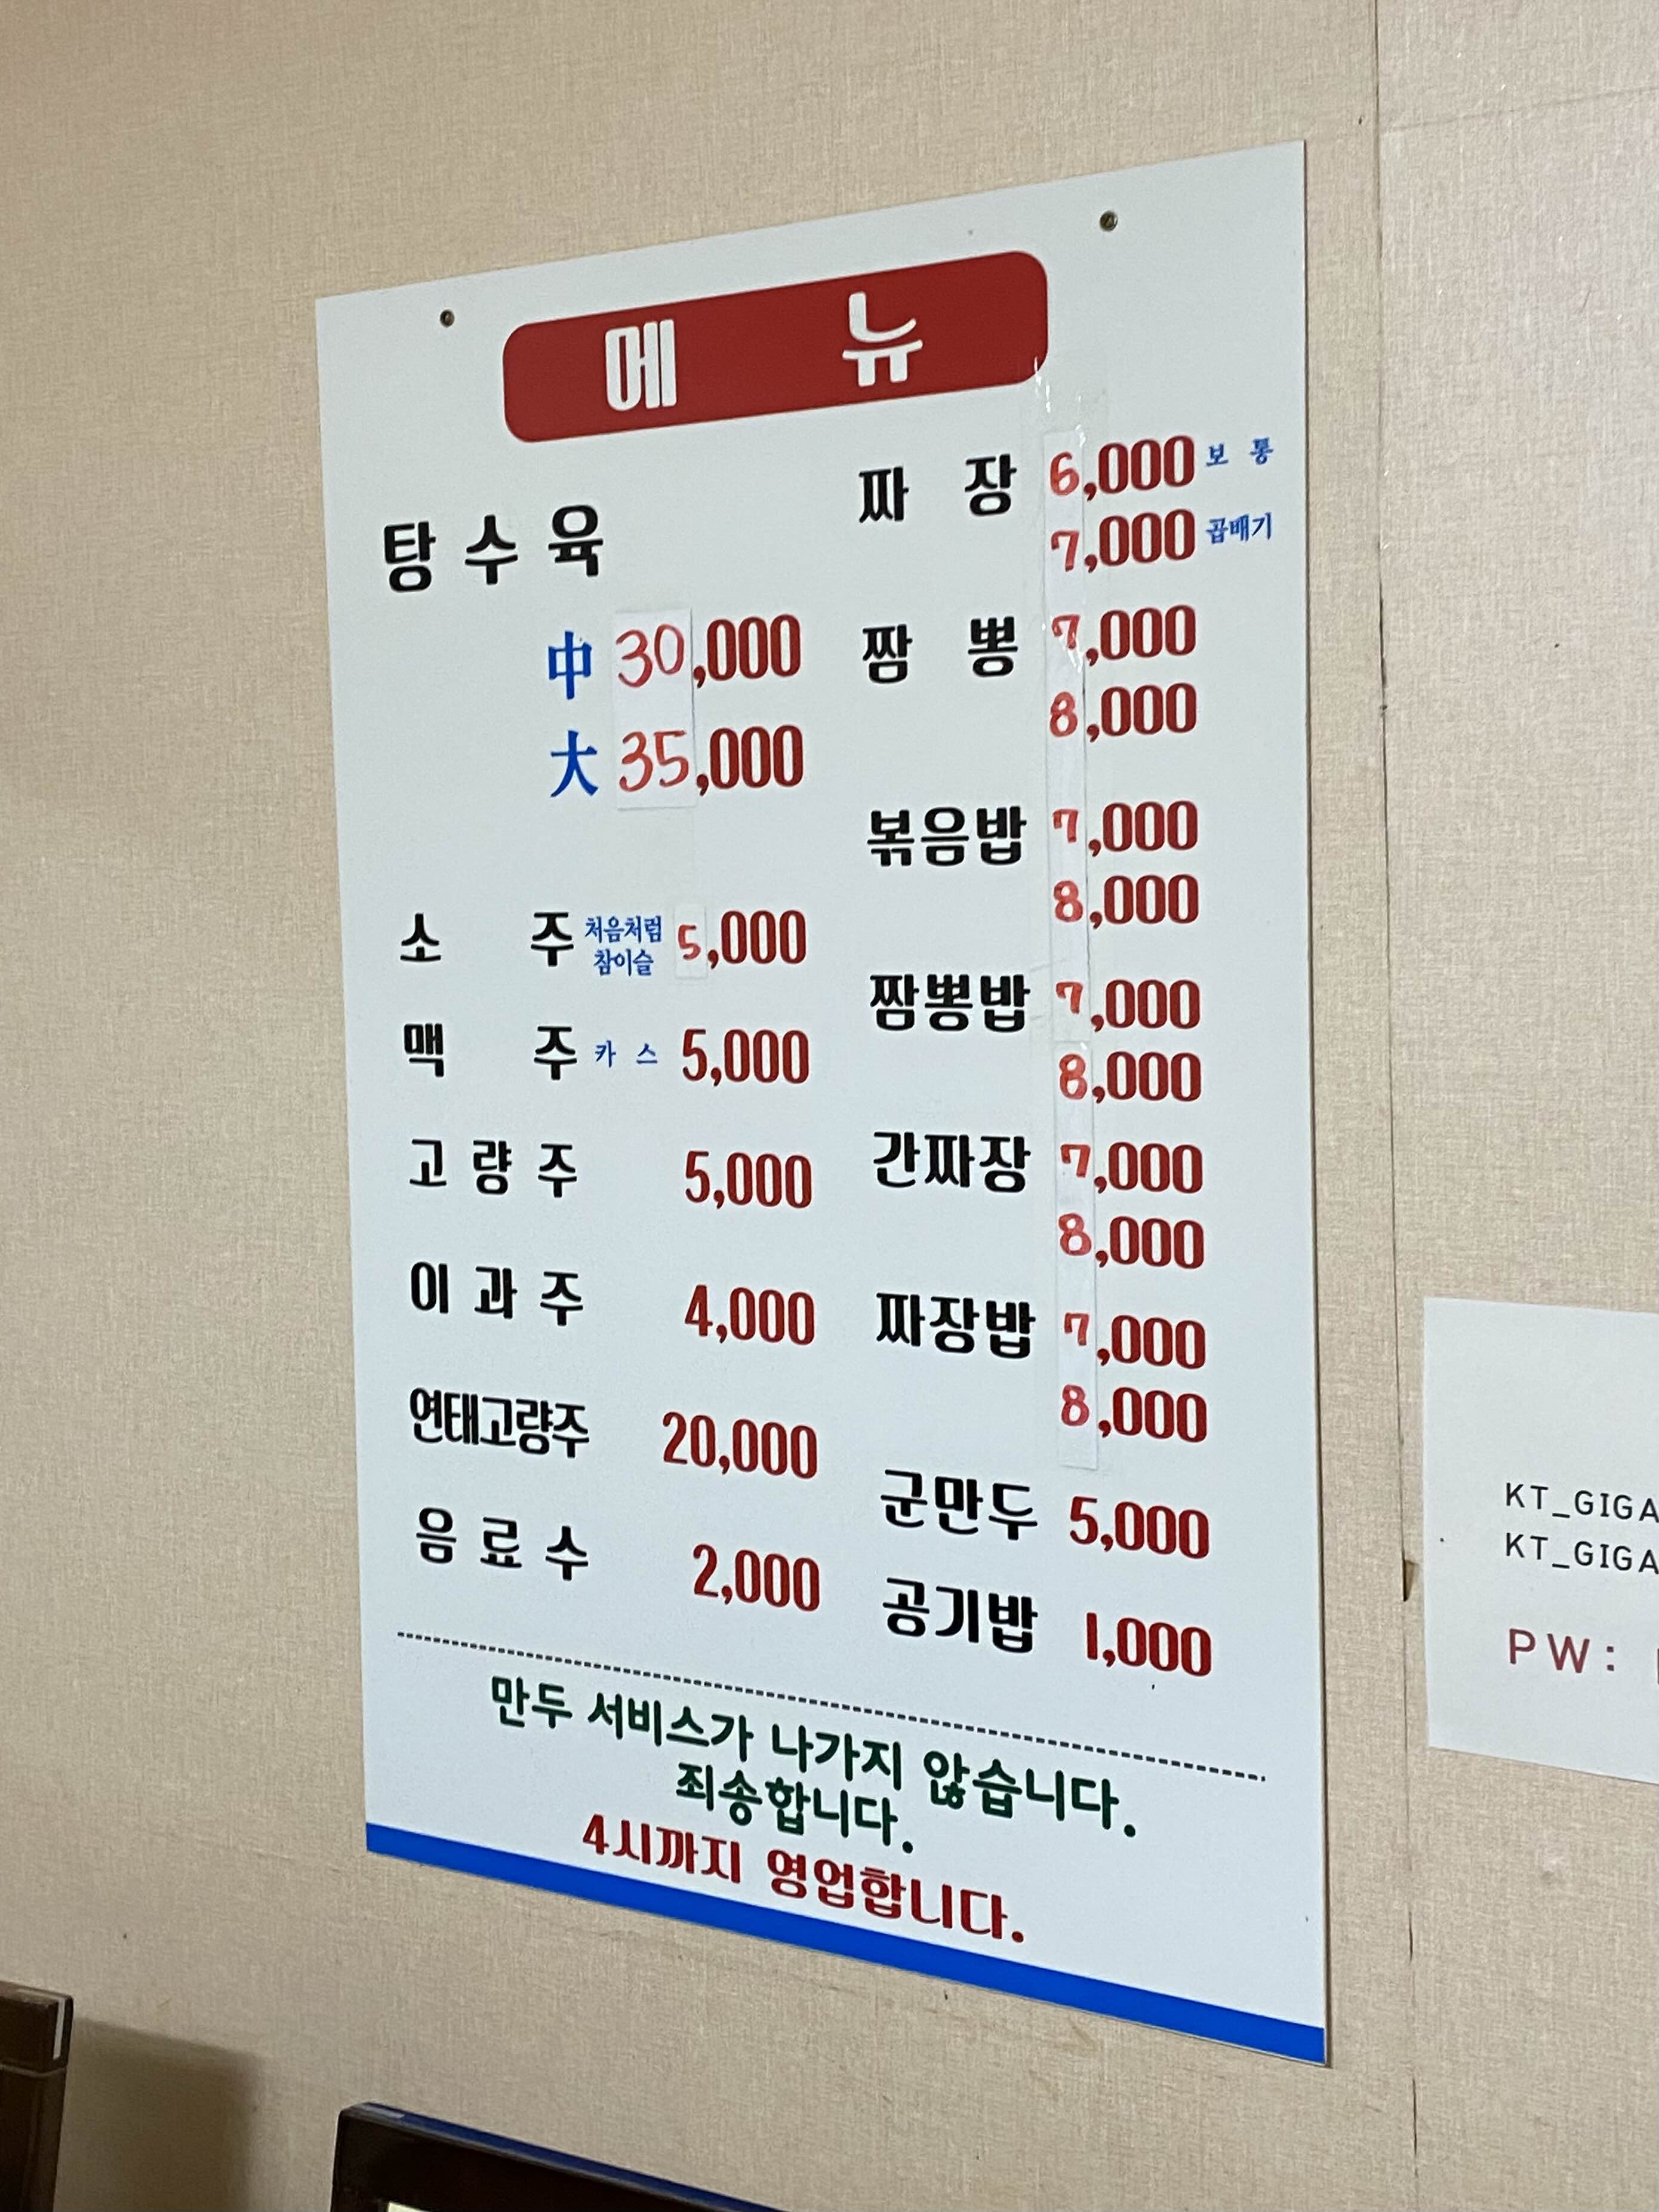 메 뉴
탕수육
中 30,000
大 35,000
소 주 처음처럼 참이슬 5,000
맥 주 카 스 5,000
고 량 주 5,000
이 과 주 4,000
연태고량주 20,000
음 료 수 2,000
짜 장 6,000 보 통
7,000 곱배기
짬 뽕 7,000
8,000
볶음밥 7,000
8,000
짬뽕밥 7,000
8,000
간짜장 7,000
8,000
짜장밥 7,000
8,000
군만두 5,000
공기밥 1,000
만두 서비스가 나가지 않습니다.
죄송합니다.
4시까지 영업합니다.
KT_GIGA
KT_GIGA
PW: